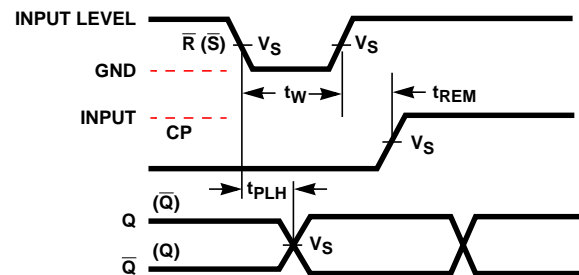 INPUT LEVEL
R̅ (S̅) V_S V_S
GND
t_W t_REM
INPUT
CP
V_S
t_PLH
Q (Q̅)
V_S
Q̅ (Q)